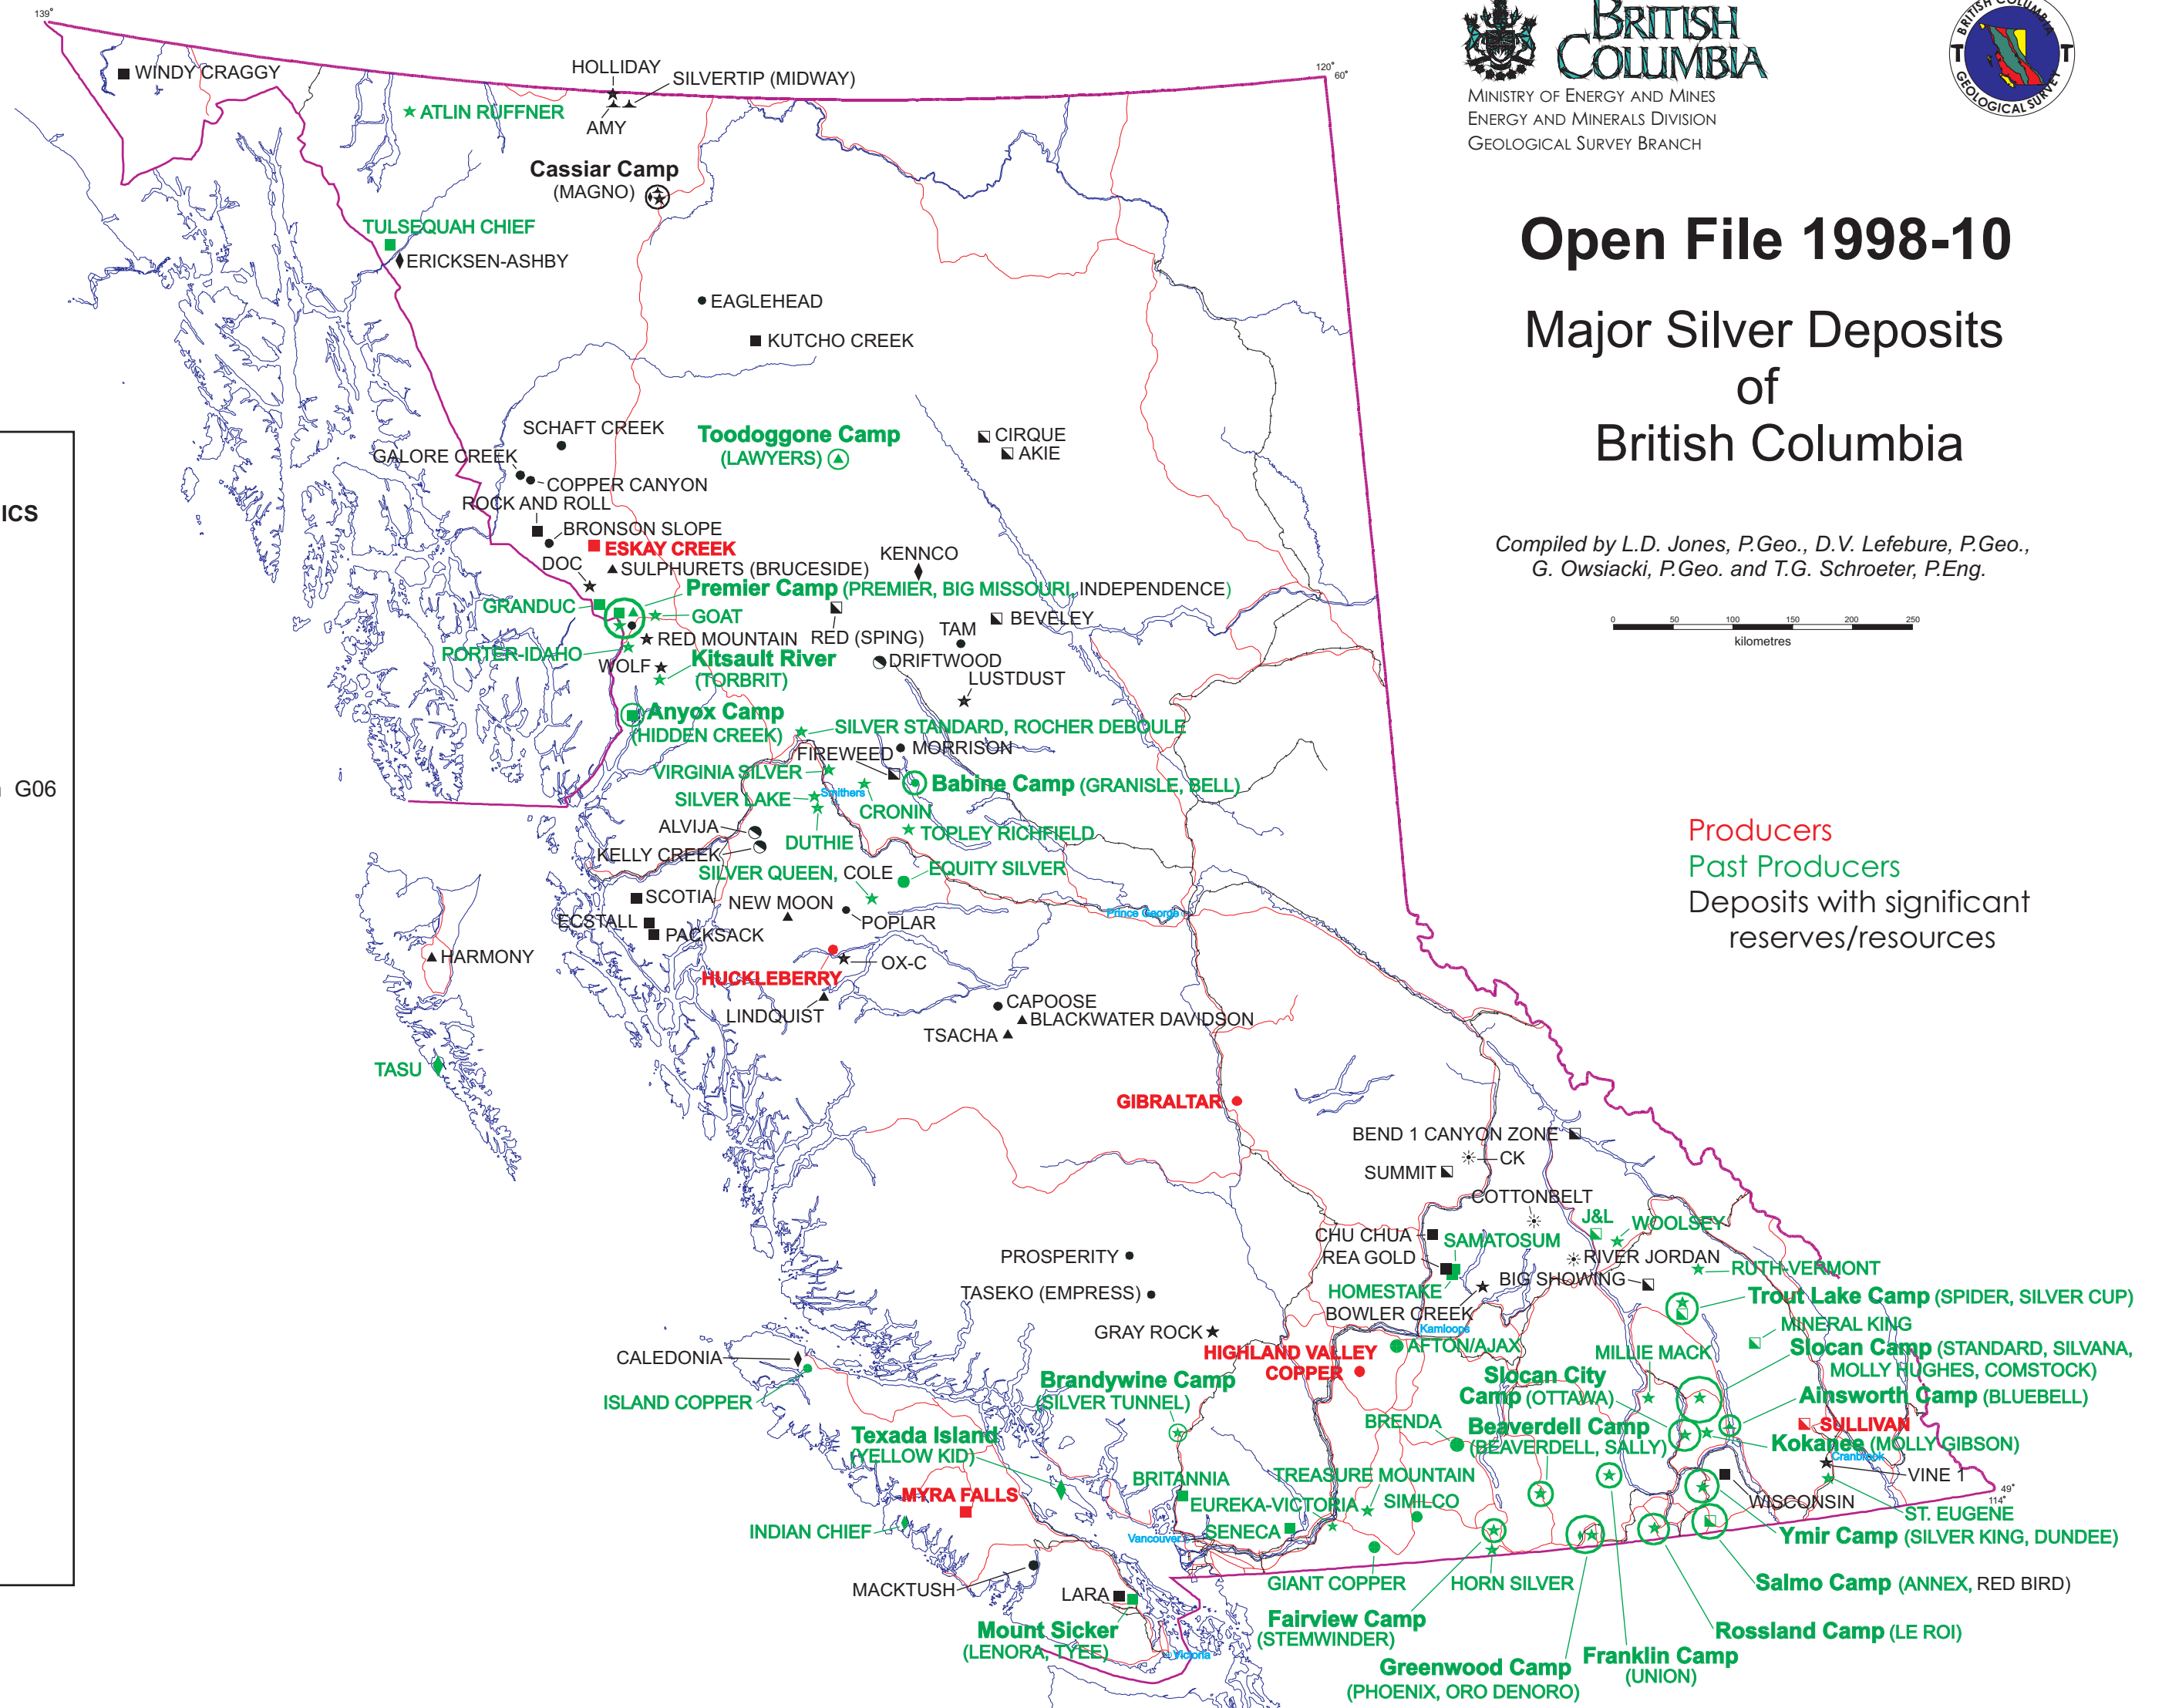 139°
WINDY CRAGGY
HOLLIDAY
SILVERTIP (MIDWAY)
ATLIN RUFFNER
AMY
Cassiar Camp
(MAGNO)
TULSEQUAH CHIEF
ERICKSEN-ASHBY
EAGLEHEAD
KUTCHO CREEK
120°
60°
BRITISH
COLUMBIA
MINISTRY OF ENERGY AND MINES
ENERGY AND MINERALS DIVISION
GEOLOGICAL SURVEY BRANCH
BRITISH COLUMBIA
T T
GEOLOGICAL SURVEY
Open File 1998-10
Major Silver Deposits
of
British Columbia
Compiled by L.D. Jones, P.Geo., D.V. Lefebure, P.Geo.,
G. Owsiacki, P.Geo. and T.G. Schroeter, P.Eng.
0 50 100 150 200 250
kilometres
Producers
Past Producers
Deposits with significant
reserves/resources
ICS
G06
SCHAFT CREEK
GALORE CREEK
COPPER CANYON
Toodoggone Camp
(LAWYERS)
CIRQUE
AKIE
ROCK AND ROLL
BRONSON SLOPE
ESKAY CREEK
DOC
SULPHURETS (BRUCESIDE)
KENNCO
Premier Camp (PREMIER, BIG MISSOURI, INDEPENDENCE)
GRANDUC
GOAT
RED MOUNTAIN
RED (SPING)
BEVELEY
TAM
PORTER-IDAHO
WOLF
Kitsault River
(TORBRIT)
DRIFTWOOD
LUSTDUST
Anyox Camp
(HIDDEN CREEK)
SILVER STANDARD, ROCHER DEBOULE
FIREWEED
MORRISON
VIRGINIA SILVER
Babine Camp (GRANISLE, BELL)
Smithers
SILVER LAKE
CRONIN
ALVIJA
DUTHIE
TOPLEY RICHFIELD
KELLY CREEK
SILVER QUEEN, COLE
EQUITY SILVER
SCOTIA
NEW MOON
ECSTALL
PACKSACK
POPLAR
Prince George
HARMONY
OX-C
HUCKLEBERRY
LINDQUIST
CAPOOSE
BLACKWATER DAVIDSON
TSACHA
TASU
GIBRALTAR
BEND 1 CANYON ZONE
CK
SUMMIT
COTTONBELT
J&L
WOOLSEY
CHU CHUA
SAMATOSUM
PROSPERITY
REA GOLD
RIVER JORDAN
RUTH-VERMONT
BIG SHOWING
HOMESTAKE
TASEKO (EMPRESS)
BOWLER CREEK
Trout Lake Camp (SPIDER, SILVER CUP)
GRAY ROCK
Kamloops
MINERAL KING
AFTON/AJAX
MILLIE MACK
Slocan Camp (STANDARD, SILVANA,
MOLLY HUGHES, COMSTOCK)
CALEDONIA
HIGHLAND VALLEY
COPPER
Slocan City
Camp (OTTAWA)
Ainsworth Camp (BLUEBELL)
ISLAND COPPER
Brandywine Camp
(SILVER TUNNEL)
BRENDA
Beaverdell Camp
(BEAVERDELL, SALLY)
SULLIVAN
Kokanee (MOLLY GIBSON)
Cranbrook
Texada Island
(YELLOW KID)
BRITANNIA
TREASURE MOUNTAIN
VINE 1
49°
114°
MYRA FALLS
EUREKA-VICTORIA
SIMILCO
WISCONSIN
ST. EUGENE
INDIAN CHIEF
SENECA
Vancouver
Ymir Camp (SILVER KING, DUNDEE)
MACKTUSH
LARA
GIANT COPPER
HORN SILVER
Salmo Camp (ANNEX, RED BIRD)
Mount Sicker
(LENORA, TYEE)
Victoria
Fairview Camp
(STEMWINDER)
Rossland Camp (LE ROI)
Greenwood Camp
(PHOENIX, ORO DENORO)
Franklin Camp
(UNION)